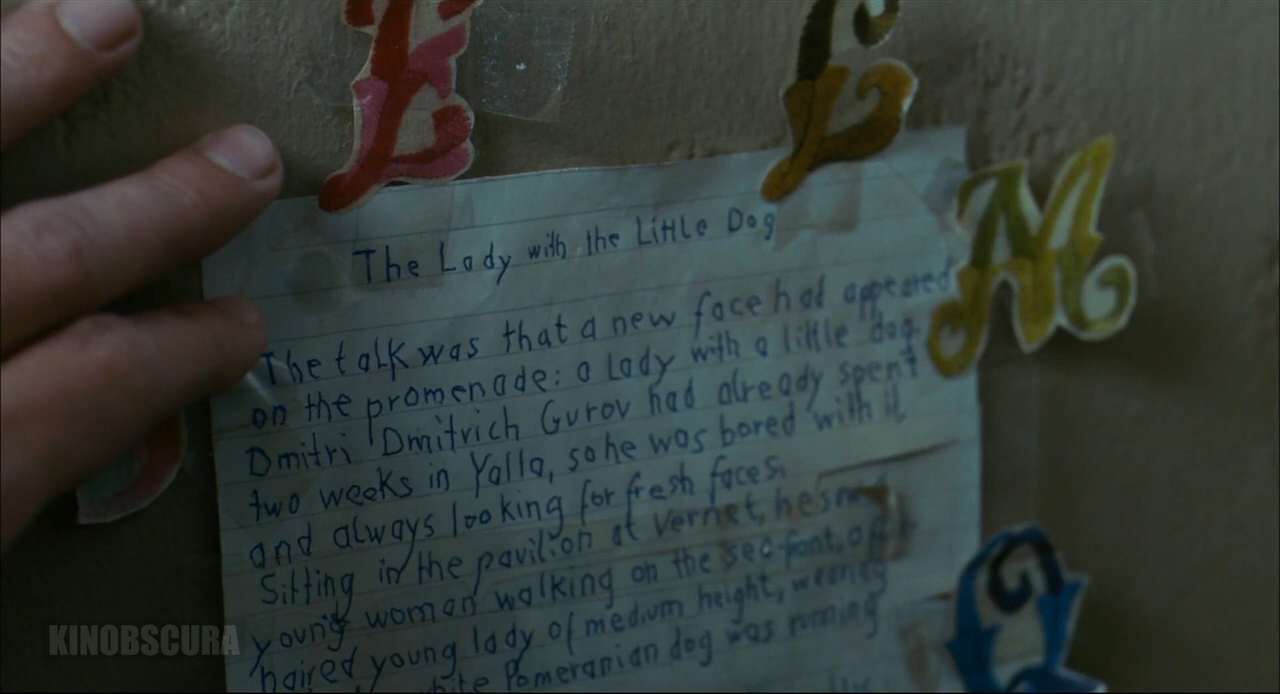 The Lady with the Little Dog
The talk was that a new face had appeared
on the promenade: a lady with a little dog.
Dmitri Dmitrich Gurov had already spent
two weeks in Yalta, so he was bored with it,
and always looking for fresh faces.
Sitting in the pavilion at Vernet, he
young woman walking on the sea-font,
haired young lady of medium height, wearing
Pomeranian dog was running
M
KINOBSCURA